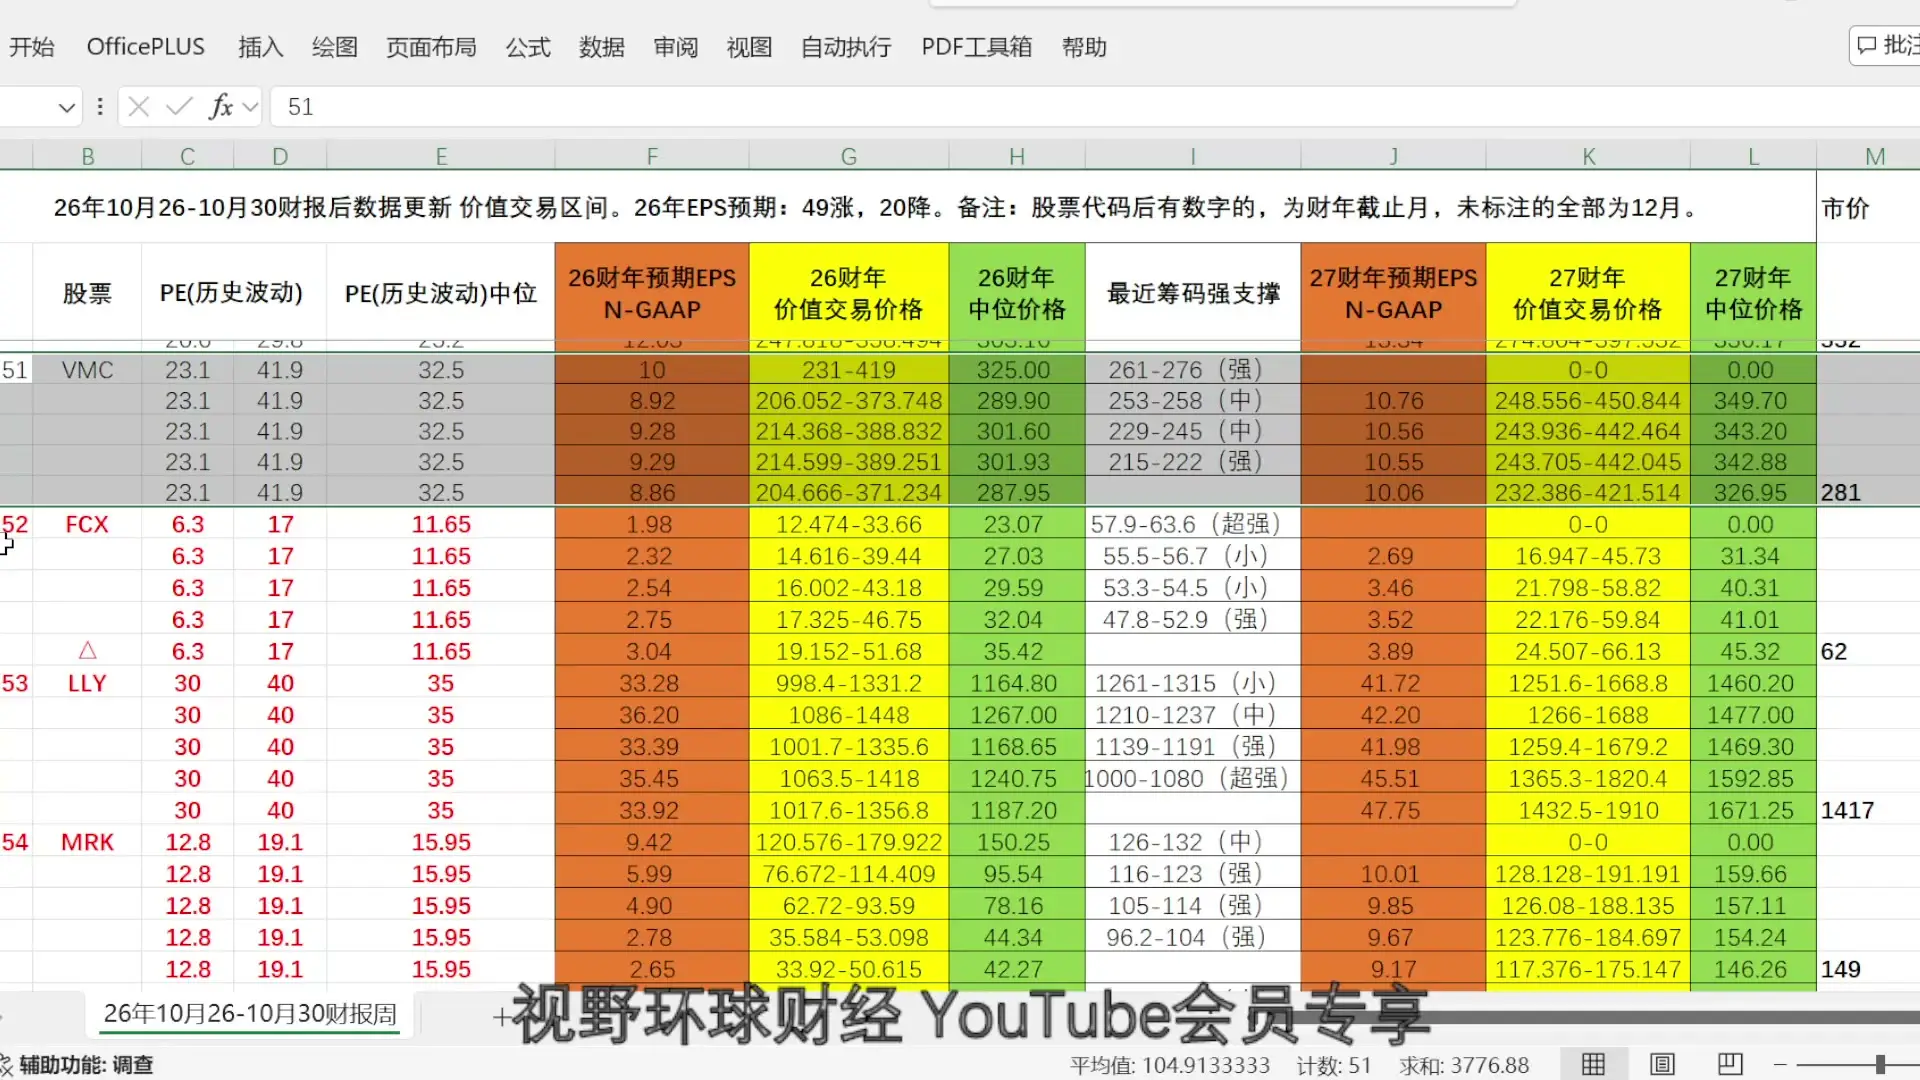 开始 OfficePLUS 插入 绘图 页面布局 公式 数据 审阅 视图 自动执行 PDF工具箱 帮助 批注
fx 51
B C D E F G H I J K L M
26年10月26-10月30财报后数据更新 价值交易区间。26年EPS预期：49涨，20降。备注：股票代码后有数字的，为财年截止月，未标注的全部为12月。 市价
股票 PE(历史波动) PE(历史波动)中位 26财年预期EPS N-GAAP 26财年 价值交易价格 26财年 中位价格 最近筹码强支撑 27财年预期EPS N-GAAP 27财年 价值交易价格 27财年 中位价格
51 VMC 23.1 41.9 32.5 10 231-419 325.00 261-276（强） 0-0 0.00
23.1 41.9 32.5 8.92 206.052-373.748 289.90 253-258（中） 10.76 248.556-450.844 349.70
23.1 41.9 32.5 9.28 214.368-388.832 301.60 229-245（中） 10.56 243.936-442.464 343.20
23.1 41.9 32.5 9.29 214.599-389.251 301.93 215-222（强） 10.55 243.705-442.045 342.88
23.1 41.9 32.5 8.86 204.666-371.234 287.95 10.06 232.386-421.514 326.95 281
52 FCX 6.3 17 11.65 1.98 12.474-33.66 23.07 57.9-63.6（超强） 0-0 0.00
6.3 17 11.65 2.32 14.616-39.44 27.03 55.5-56.7（小） 2.69 16.947-45.73 31.34
6.3 17 11.65 2.54 16.002-43.18 29.59 53.3-54.5（小） 3.46 21.798-58.82 40.31
6.3 17 11.65 2.75 17.325-46.75 32.04 47.8-52.9（强） 3.52 22.176-59.84 41.01
△ 6.3 17 11.65 3.04 19.152-51.68 35.42 3.89 24.507-66.13 45.32 62
53 LLY 30 40 35 33.28 998.4-1331.2 1164.80 1261-1315（小） 41.72 1251.6-1668.8 1460.20
30 40 35 36.20 1086-1448 1267.00 1210-1237（中） 42.20 1266-1688 1477.00
30 40 35 33.39 1001.7-1335.6 1168.65 1139-1191（强） 41.98 1259.4-1679.2 1469.30
30 40 35 35.45 1063.5-1418 1240.75 1000-1080（超强） 45.51 1365.3-1820.4 1592.85
30 40 35 33.92 1017.6-1356.8 1187.20 47.75 1432.5-1910 1671.25 1417
54 MRK 12.8 19.1 15.95 9.42 120.576-179.922 150.25 126-132（中） 0-0 0.00
12.8 19.1 15.95 5.99 76.672-114.409 95.54 116-123（强） 10.01 128.128-191.191 159.66
12.8 19.1 15.95 4.90 62.72-93.59 78.16 105-114（强） 9.85 126.08-188.135 157.11
12.8 19.1 15.95 2.78 35.584-53.098 44.34 96.2-104（强） 9.67 123.776-184.697 154.24
12.8 19.1 15.95 2.65 33.92-50.615 42.27 9.17 117.376-175.147 146.26 149
26年10月26-10月30财报周 + 视野环球财经 YouTube会员专享
辅助功能: 调查 平均值: 104.9133333 计数: 51 求和: 3776.88